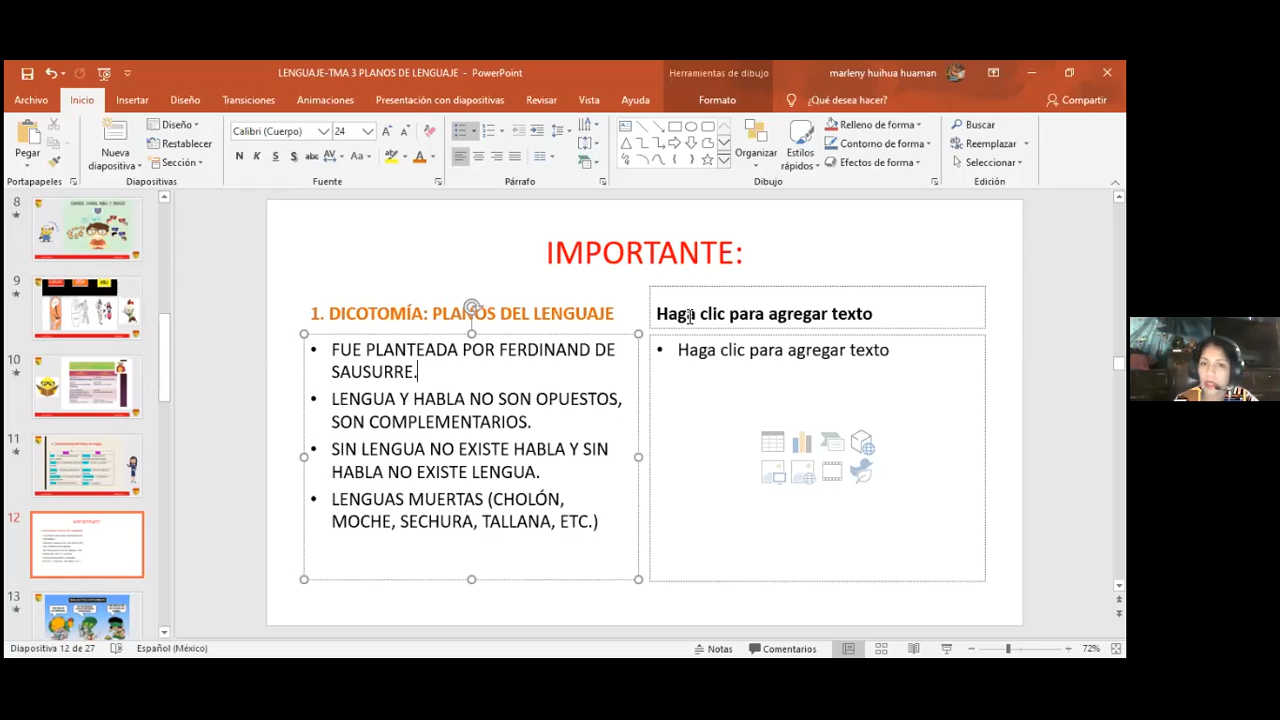 LENGUAJE-TMA 3 PLANOS DE LENGUAJE - PowerPoint
Herramientas de dibujo
marleny huihua huaman
Archivo Inicio Insertar Diseño Transiciones Animaciones Presentación con diapositivas Revisar Vista Ayuda Formato ¿Qué desea hacer? Compartir
Pegar
Nueva diapositiva
Diseño
Restablecer
Sección
Calibri (Cuerpo) 24
N K S S abc AV Aa A
Organizar
Estilos rápidos
Relleno de forma
Contorno de forma
Efectos de forma
Buscar
Reemplazar
Seleccionar
Portapapeles Diapositivas Fuente Párrafo Dibujo Edición
8
9
10
11
12
13
IMPORTANTE:
1. DICOTOMÍA: PLANOS DEL LENGUAJE
• FUE PLANTEADA POR FERDINAND DE
SAUSURRE.
• LENGUA Y HABLA NO SON OPUESTOS,
SON COMPLEMENTARIOS.
• SIN LENGUA NO EXISTE HABLA Y SIN
HABLA NO EXISTE LENGUA.
• LENGUAS MUERTAS (CHOLÓN,
MOCHE, SECHURA, TALLANA, ETC.)
Haga clic para agregar texto
• Haga clic para agregar texto
Diapositiva 12 de 27 Español (México) Notas Comentarios 72%